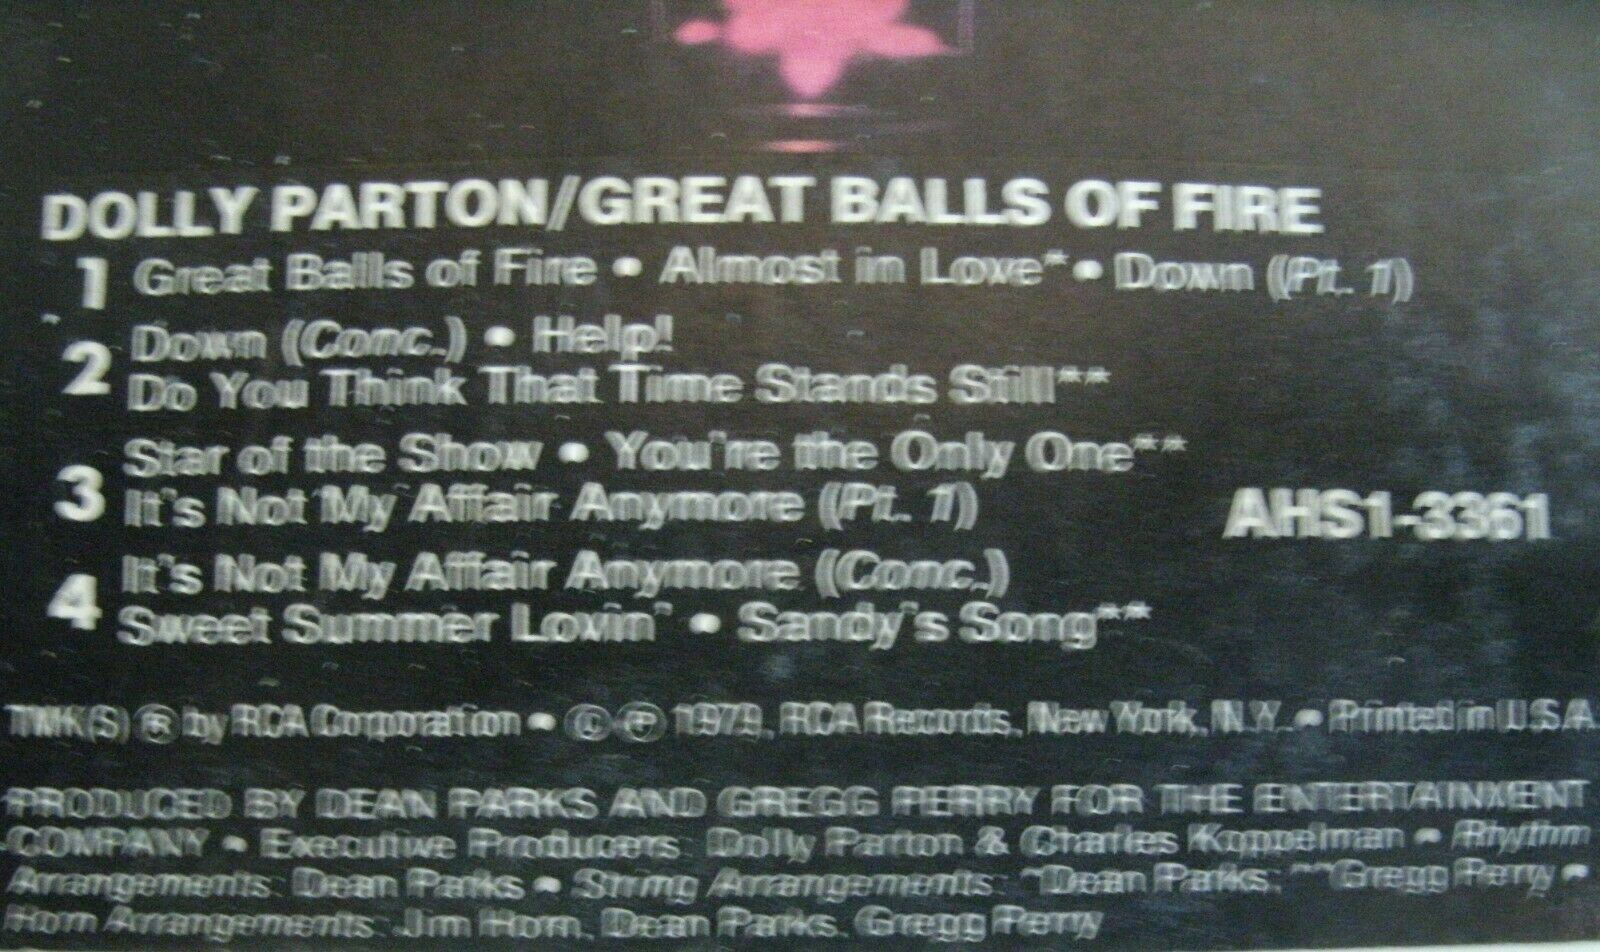 DOLLY PARTON/GREAT BALLS OF FIRE
1 Great Balls of Fire • Almost in Love* • Down (Pt. 1)
2 Down (Conc.) • Help!
Do You Think That Time Stands Still**
3 Star of the Show • You're the Only One**
It's Not My Affair Anymore (Pt. 1)
AHS1-3361
4 It's Not My Affair Anymore (Conc.)
Sweet Summer Lovin' • Sandy's Song**
TMK(S) ® by RCA Corporation • © ℗ 1979, RCA Records, New York, N.Y. • Printed in U.S.A.
PRODUCED BY DEAN PARKS AND GREGG PERRY FOR THE ENTERTAINMENT
COMPANY • Executive Producers: Dolly Parton & Charles Koppelman • Rhythm
Arrangements: Dean Parks • String Arrangements: *Dean Parks, **Gregg Perry •
Horn Arrangements: Jim Horn, Dean Parks, Gregg Perry